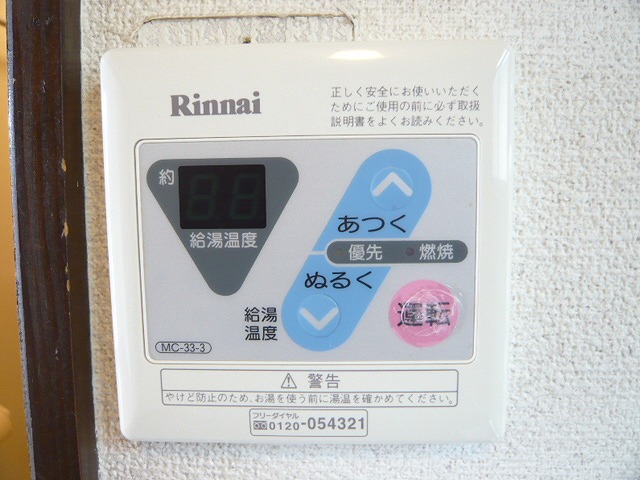 Rinnai
正しく安全にお使いいただく
ためにご使用の前に必ず取扱
説明書をよくお読みください。
約
給湯温度
あつく
優先
燃焼
ぬるく
給湯
温度
運転
MC-33-3
⚠ 警告
やけど防止のため、お湯を使う前に湯温を確かめてください。
フリーダイヤル
0120-054321